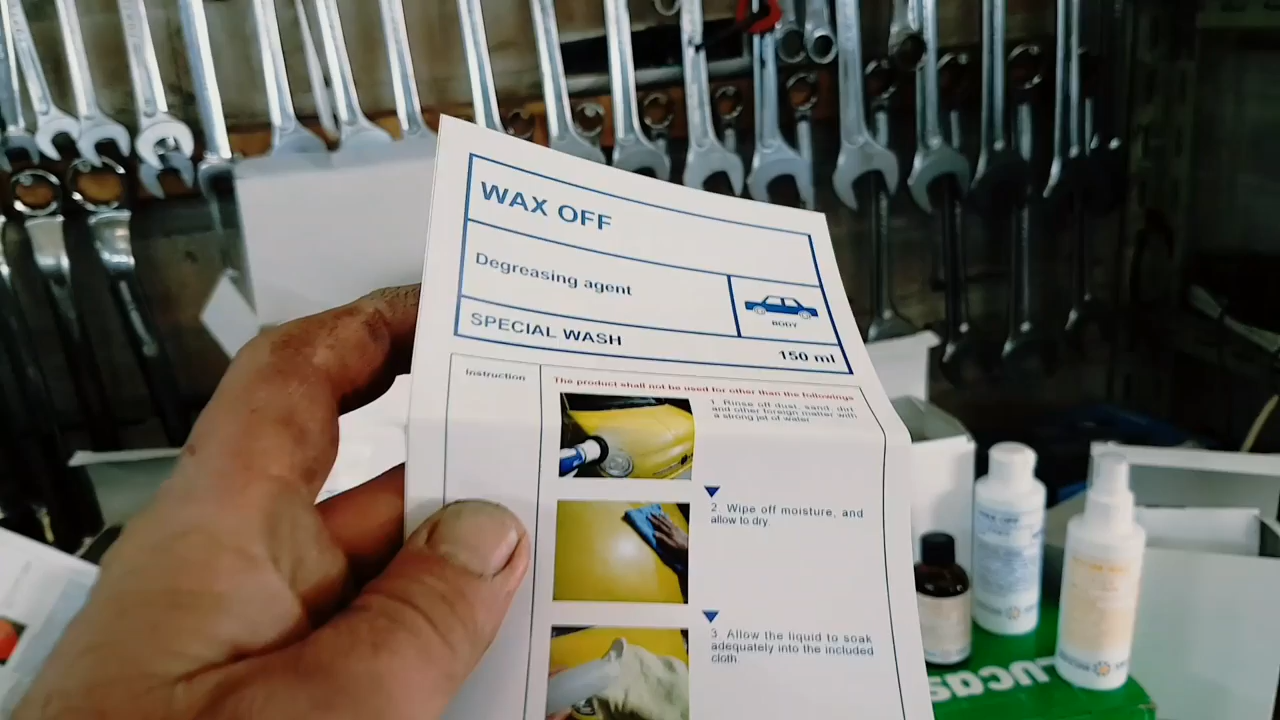 WAX OFF
Degreasing agent
BODY
SPECIAL WASH
150 ml
Instruction
The product shall not be used for other than the followings
1. Rinse off dust, sand, dirt
and other foreign matter with
a strong jet of water
2 Wipe off moisture, and
allow to dry.
3 Allow the liquid to soak
adequately into the included
cloth.
Lucas